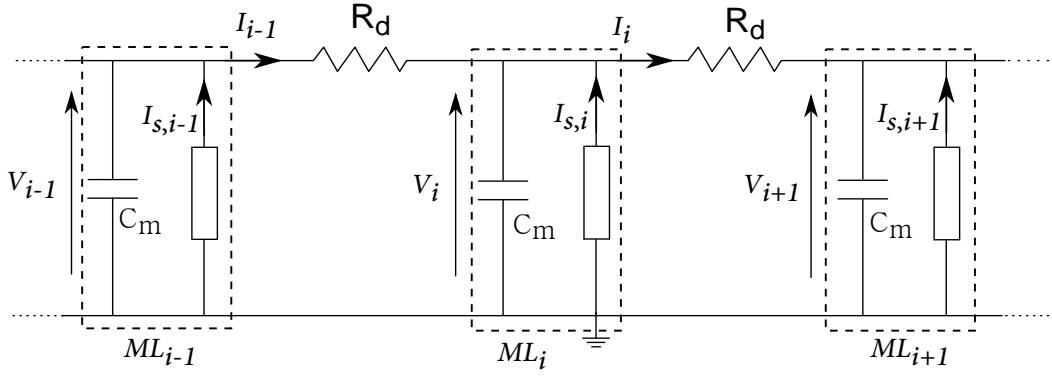 I_{i-1} R_d I_i R_d
I_{s,i-1} I_{s,i} I_{s,i+1}
V_{i-1} V_i V_{i+1}
C_m C_m C_m
ML_{i-1} ML_i ML_{i+1}